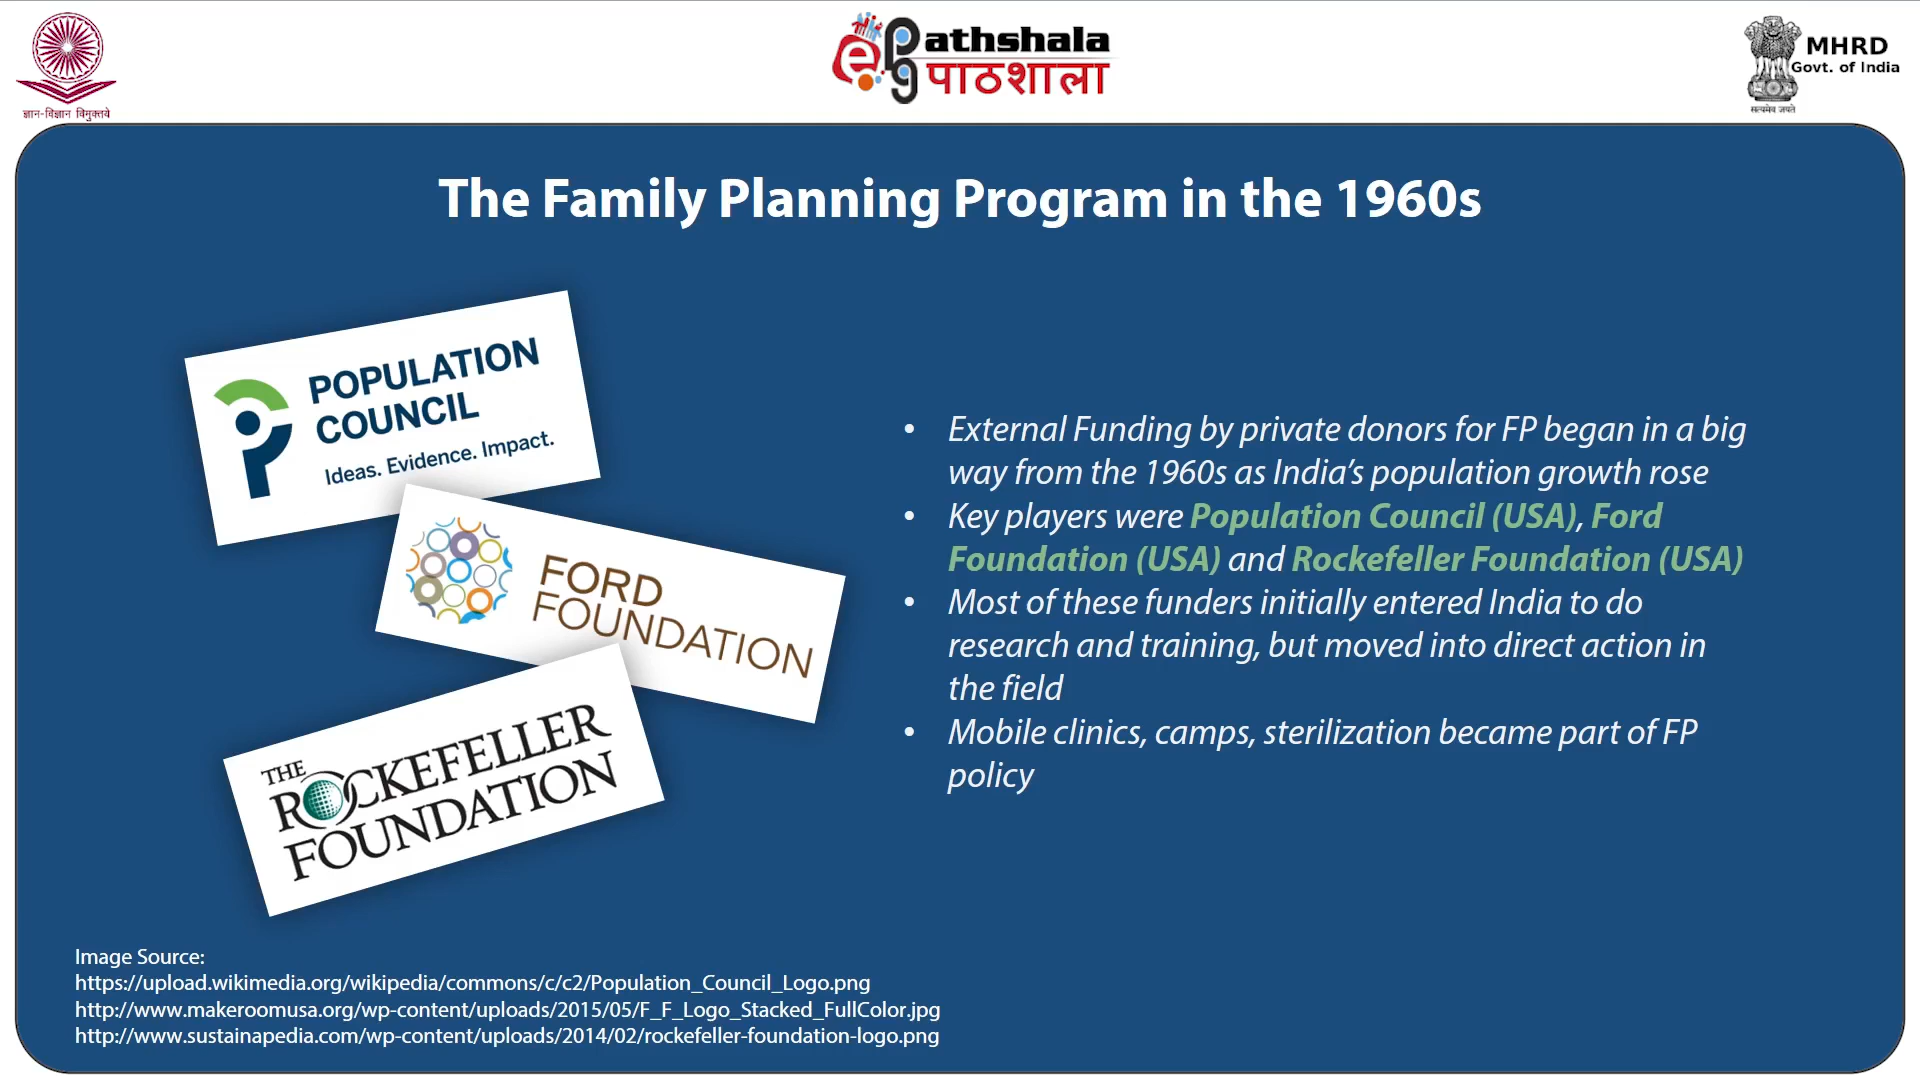 ज्ञान-विज्ञान विमुक्तये
ePG Pathshala
पाठशाला
MHRD
Govt. of India
सत्यमेव जयते
The Family Planning Program in the 1960s
POPULATION
COUNCIL
Ideas. Evidence. Impact.
FORD
FOUNDATION
THE
ROCKEFELLER
FOUNDATION
• External Funding by private donors for FP began in a big
way from the 1960s as India’s population growth rose
• Key players were Population Council (USA), Ford
Foundation (USA) and Rockefeller Foundation (USA)
• Most of these funders initially entered India to do
research and training, but moved into direct action in
the field
• Mobile clinics, camps, sterilization became part of FP
policy
Image Source:
https://upload.wikimedia.org/wikipedia/commons/c/c2/Population_Council_Logo.png
http://www.makeroomusa.org/wp-content/uploads/2015/05/F_F_Logo_Stacked_FullColor.jpg
http://www.sustainapedia.com/wp-content/uploads/2014/02/rockefeller-foundation-logo.png